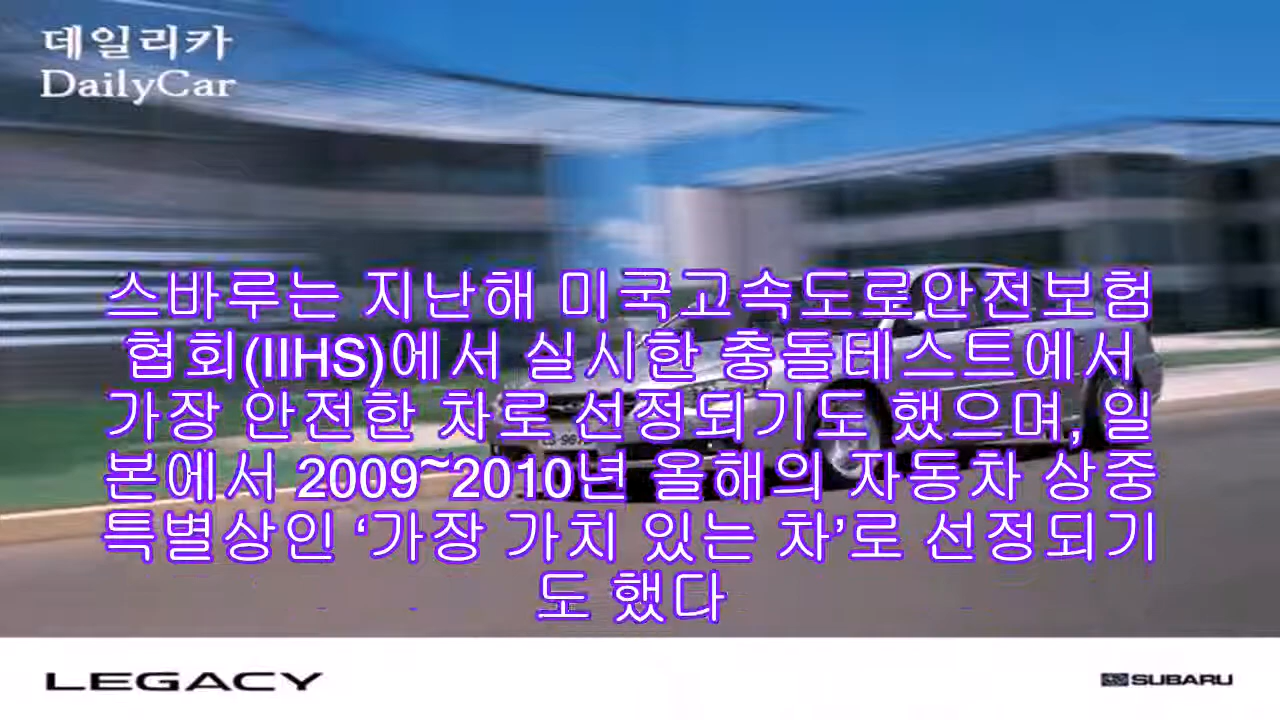 데일리카
DailyCar
스바루는 지난해 미국고속도로안전보험
협회(IIHS)에서 실시한 충돌테스트에서
가장 안전한 차로 선정되기도 했으며, 일
본에서 2009~2010년 올해의 자동차 상중
특별상인 ‘가장 가치 있는 차’로 선정되기
도 했다
LEGACY
SUBARU